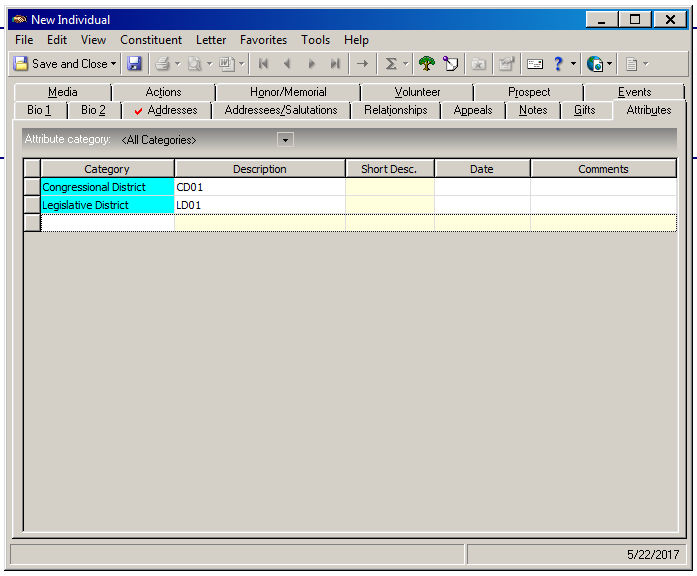 New Individual
File Edit View Constituent Letter Favorites Tools Help
Save and Close Σ ?
Media Actions Honor/Memorial Volunteer Prospect Events
Bio 1 Bio 2 Addresses Addressees/Salutations Relationships Appeals Notes Gifts Attributes
Attribute category: <All Categories>
Category Description Short Desc. Date Comments
Congressional District CD01
Legislative District LD01
5/22/2017